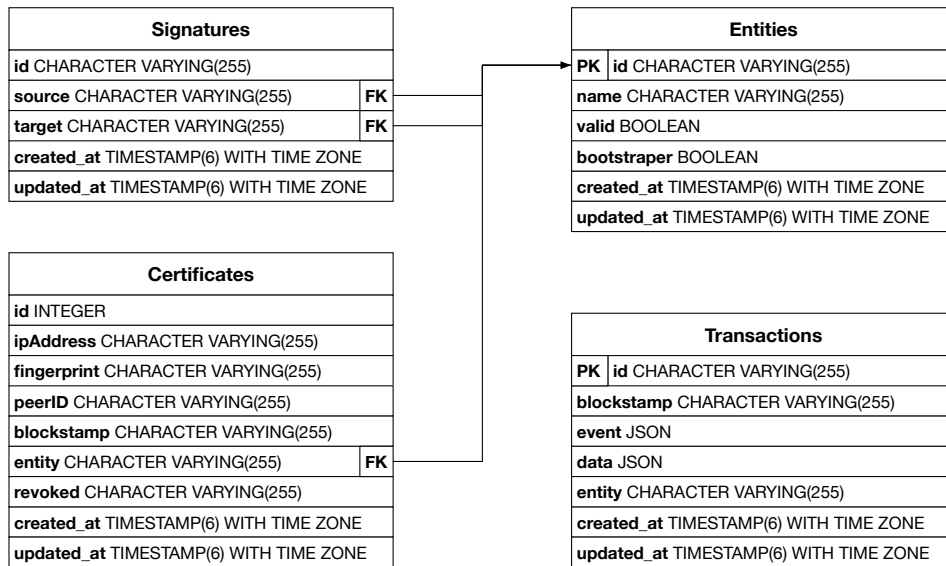 Signatures
id CHARACTER VARYING(255)
source CHARACTER VARYING(255) FK
target CHARACTER VARYING(255) FK
created_at TIMESTAMP(6) WITH TIME ZONE
updated_at TIMESTAMP(6) WITH TIME ZONE
Entities
PK id CHARACTER VARYING(255)
name CHARACTER VARYING(255)
valid BOOLEAN
bootstraper BOOLEAN
created_at TIMESTAMP(6) WITH TIME ZONE
updated_at TIMESTAMP(6) WITH TIME ZONE
Certificates
id INTEGER
ipAddress CHARACTER VARYING(255)
fingerprint CHARACTER VARYING(255)
peerID CHARACTER VARYING(255)
blockstamp CHARACTER VARYING(255)
entity CHARACTER VARYING(255) FK
revoked CHARACTER VARYING(255)
created_at TIMESTAMP(6) WITH TIME ZONE
updated_at TIMESTAMP(6) WITH TIME ZONE
Transactions
PK id CHARACTER VARYING(255)
blockstamp CHARACTER VARYING(255)
event JSON
data JSON
entity CHARACTER VARYING(255)
created_at TIMESTAMP(6) WITH TIME ZONE
updated_at TIMESTAMP(6) WITH TIME ZONE